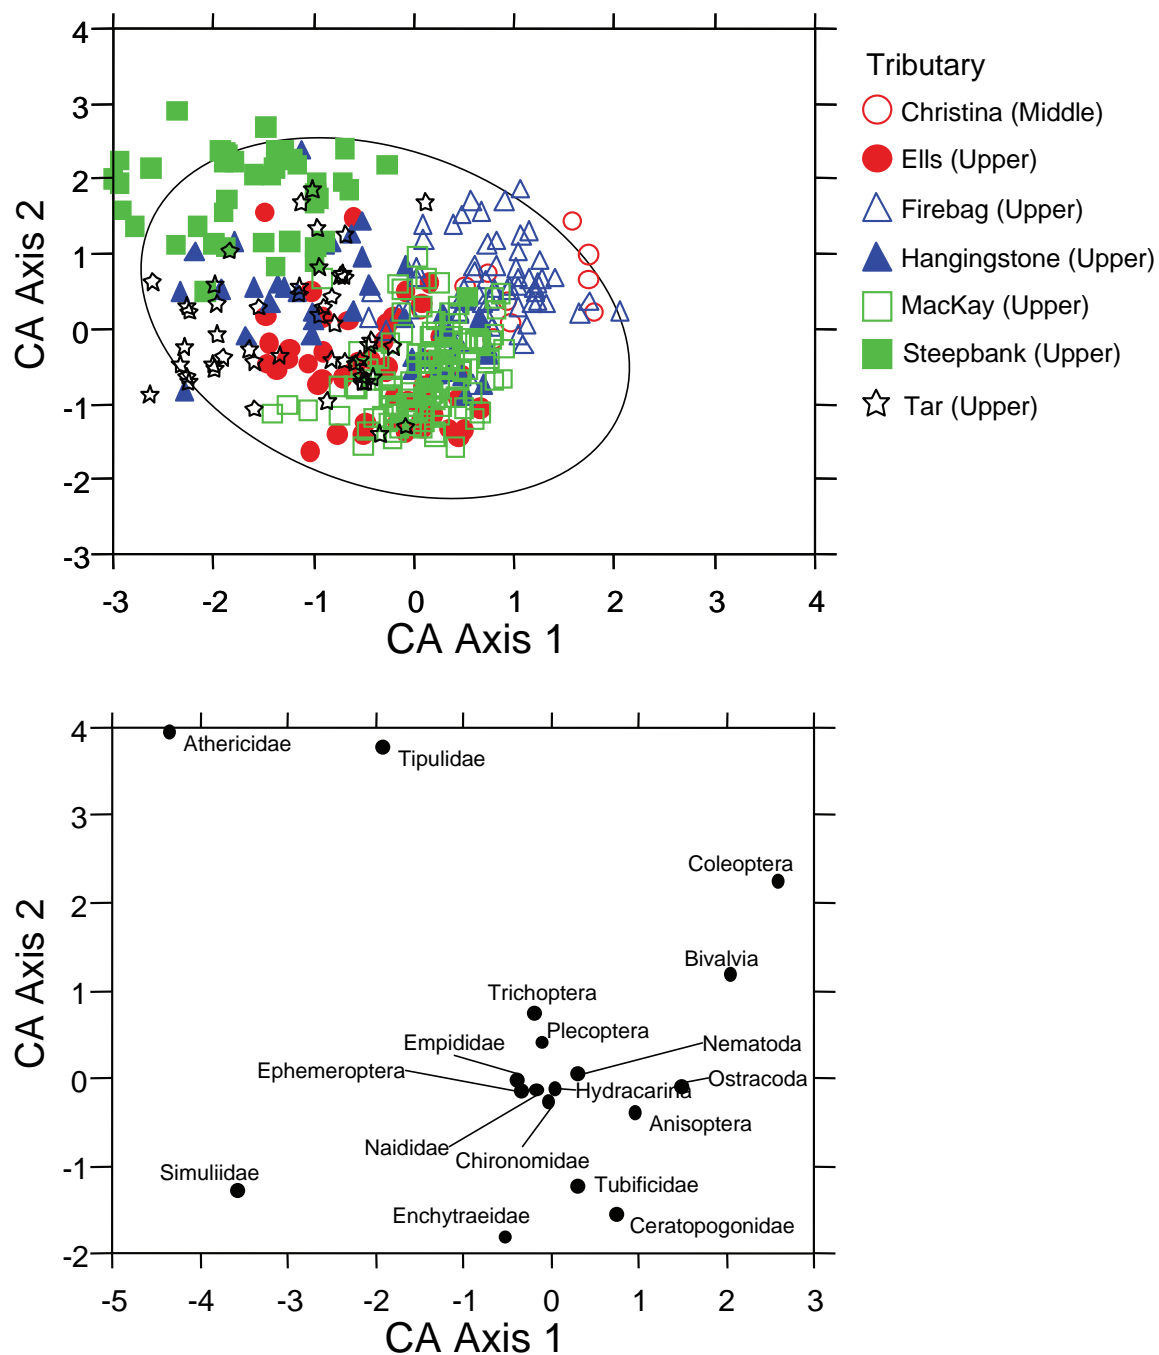 4
3
2
1
0
-1
-2
-3
CA Axis 2
-3
-2
-1
0
1
2
3
4
CA Axis 1
Tributary
Christina (Middle)
Ells (Upper)
Firebag (Upper)
Hangingstone (Upper)
MacKay (Upper)
Steepbank (Upper)
Tar (Upper)
4
3
2
1
0
-1
-2
CA Axis 2
Athericidae
Tipulidae
Coleoptera
Bivalvia
Trichoptera
Plecoptera
Empididae
Nematoda
Ephemeroptera
Hydracarina
Ostracoda
Anisoptera
Naididae
Chironomidae
Simuliidae
Tubificidae
Enchytraeidae
Ceratopogonidae
-5
-4
-3
-2
-1
0
1
2
3
CA Axis 1